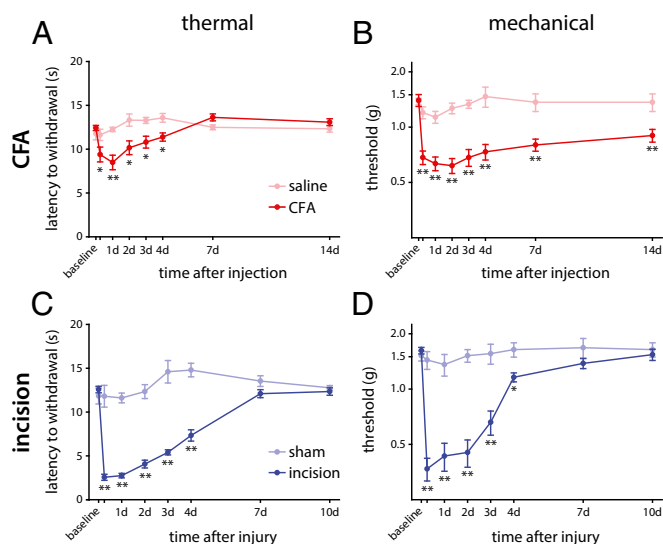 thermal
mechanical
A
B
CFA
latency to withdrawal (s)
20
15
10
5
0
* ** * * *
saline
CFA
baseline 1d 2d 3d 4d 7d 14d
time after injection
threshold (g)
2.0
1.5
1.0
0.5
** ** ** ** ** ** **
baseline 1d 2d 3d 4d 7d 14d
time after injection
C
D
incision
latency to withdrawal (s)
20
15
10
5
0
** ** ** ** **
sham
incision
baseline 1d 2d 3d 4d 7d 10d
time after injury
threshold (g)
2.0
1.5
1.0
0.5
** ** ** ** *
baseline 1d 2d 3d 4d 7d 10d
time after injury